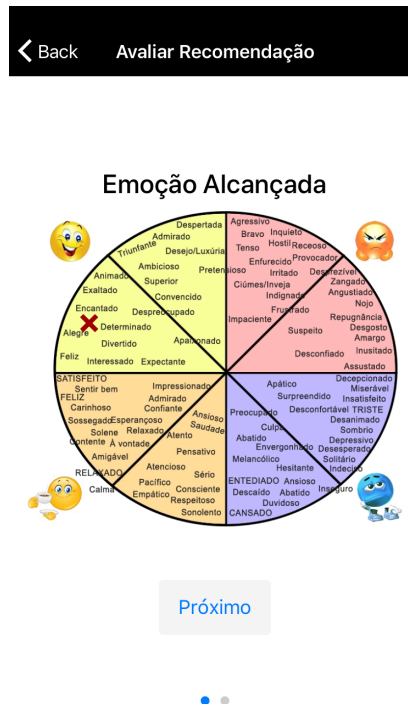 Back
Avaliar Recomendação
Emoção Alcançada
Despertada
Admirado
Triunfante
Desejo/Luxúria
Ambicioso
Pretensioso
Animado
Superior
Exaltado
Convencido
Encantado
Despreocupado
Determinado
Alegre
Divertido
Apaixonado
Feliz
Interessado
Expectante
Agressivo
Bravo
Inquieto
Tenso
Hostil
Receoso
Enfurecido
Provocador
Irritado
Desprezível
Ciúmes/Inveja
Zangado
Indignado
Angustiado
Nojo
Frustrado
Impaciente
Repugnância
Suspeito
Desgosto
Amargo
Desconfiado
Inusitado
Assustado
SATISFEITO
Sentir bem
Impressionado
FELIZ
Admirado
Carinhoso
Confiante
Ansioso
Sossegado
Esperançoso
Saudade
Solene
Relaxado
Atento
Contente
À vontade
Pensativo
Amigável
Atencioso
RELAXADO
Sério
Pacífico
Calma
Consciente
Empático
Respeitoso
Sonolento
Decepcionado
Apático
Miserável
Surpreendido
Insatisfeito
Preocupado
Desconfortável
TRISTE
Culpa
Desanimado
Sombrio
Abatido
Depressivo
Envergonhado
Desesperado
Melancólico
Solitário
Hesitante
Indeciso
ENTEDIADO
Ansioso
Descaído
Abatido
Inseguro
Duvidoso
CANSADO
Próximo